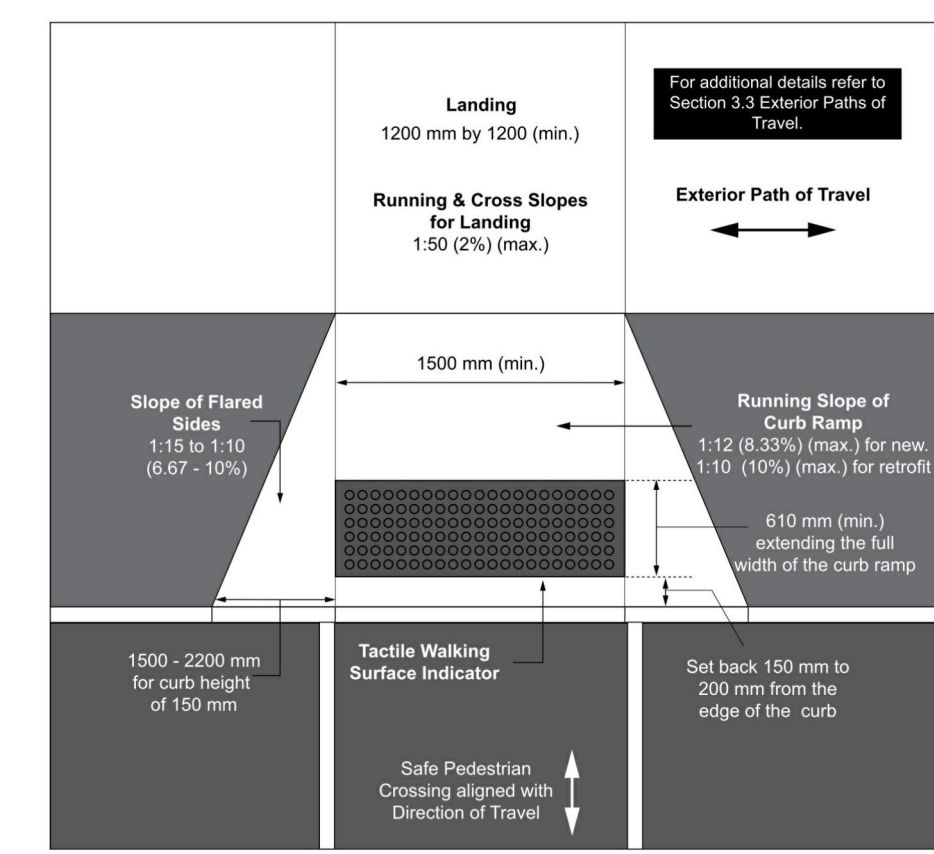 Landing
1200 mm by 1200 (min.)
Running & Cross Slopes
for Landing
1:50 (2%) (max.)
For additional details refer to
Section 3.3 Exterior Paths of
Travel.
Exterior Path of Travel
1500 mm (min.)
Slope of Flared
Sides
1:15 to 1:10
(6.67 - 10%)
Running Slope of
Curb Ramp
1:12 (8.33%) (max.) for new.
1:10 (10%) (max.) for retrofit
610 mm (min.)
extending the full
width of the curb ramp
1500 - 2200 mm
for curb height
of 150 mm
Tactile Walking
Surface Indicator
Set back 150 mm to
200 mm from the
edge of the curb
Safe Pedestrian
Crossing aligned with
Direction of Travel